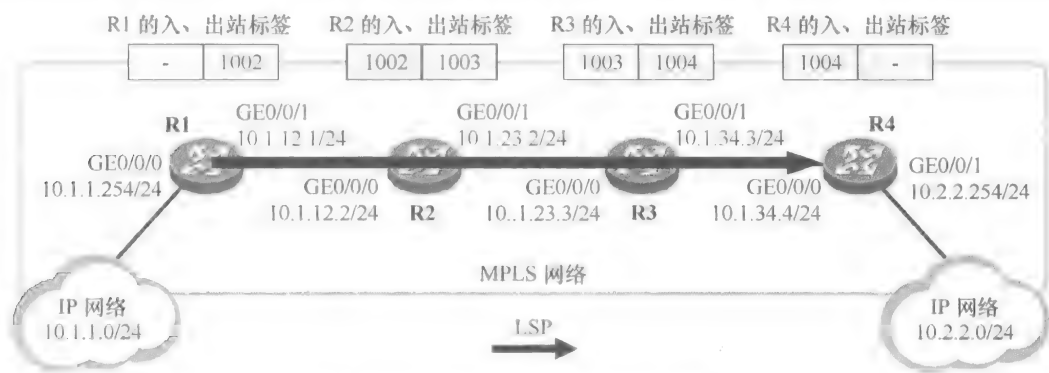 R1 的入、出站标签 R2 的入、出站标签 R3 的入、出站标签 R4 的入、出站标签
- 1002 1002 1003 1003 1004 1004 -
GE0/0/1 GE0/0/1 GE0/0/1
R1 10.1.12.1/24 10.1.23.2/24 10.1.34.3/24 R4
GE0/0/0 GE0/0/1
10.1.1.254/24 GE0/0/0 GE0/0/0 GE0/0/0 10.2.2.254/24
10.1.12.2/24 R2 10..1.23.3/24 R3 10.1.34.4/24
MPLS 网络
IP 网络 IP 网络
10.1.1.0/24 LSP 10.2.2.0/24